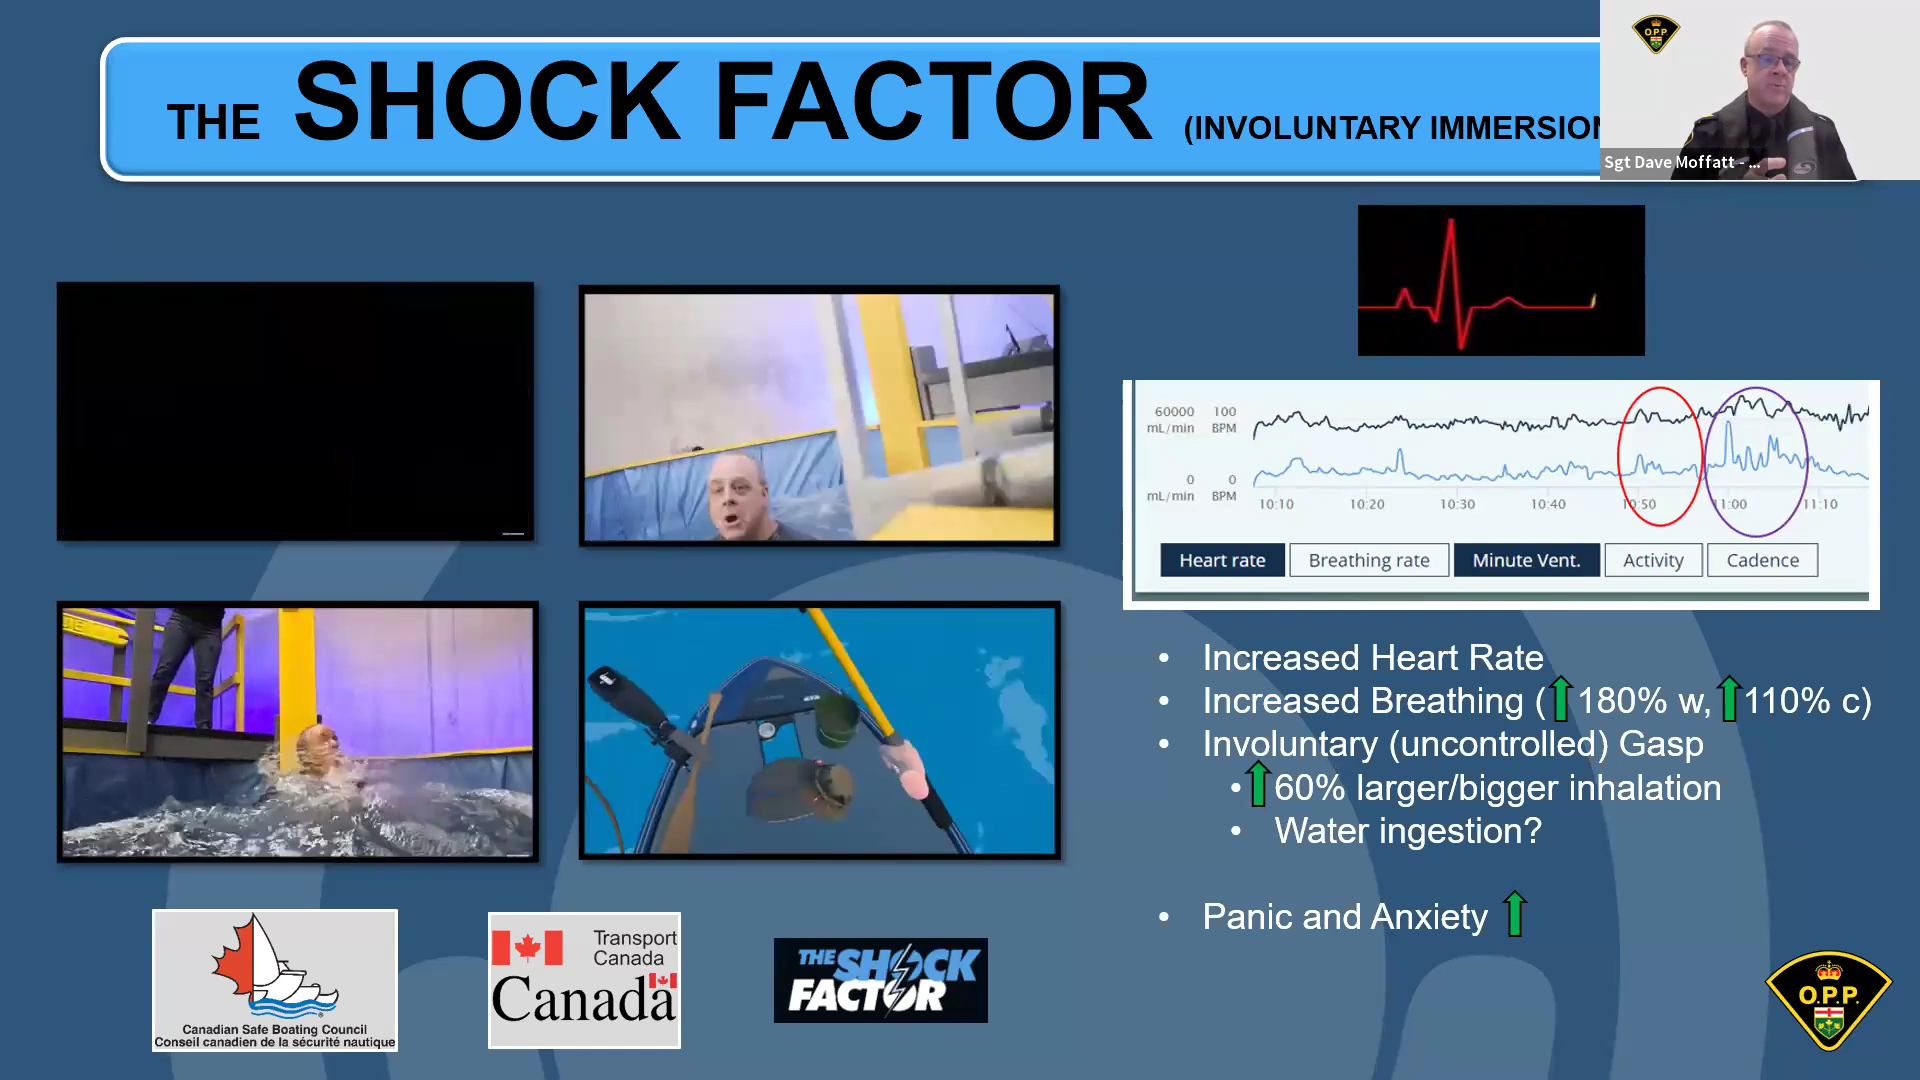 THE SHOCK FACTOR (INVOLUNTARY IMMERSION
O.P.P.
Sgt Dave Moffatt - ...
60000 100
mL/min BPM
0 0
mL/min BPM
10:10 10:20 10:30 10:40 10:50 11:00 11:10
Heart rate Breathing rate Minute Vent. Activity Cadence
• Increased Heart Rate
• Increased Breathing (180% w, 110% c)
• Involuntary (uncontrolled) Gasp
• 60% larger/bigger inhalation
• Water ingestion?
• Panic and Anxiety
Canadian Safe Boating Council
Conseil canadien de la sécurité nautique
Transport
Canada
Canada
THE SHOCK
FACTOR
O.P.P.